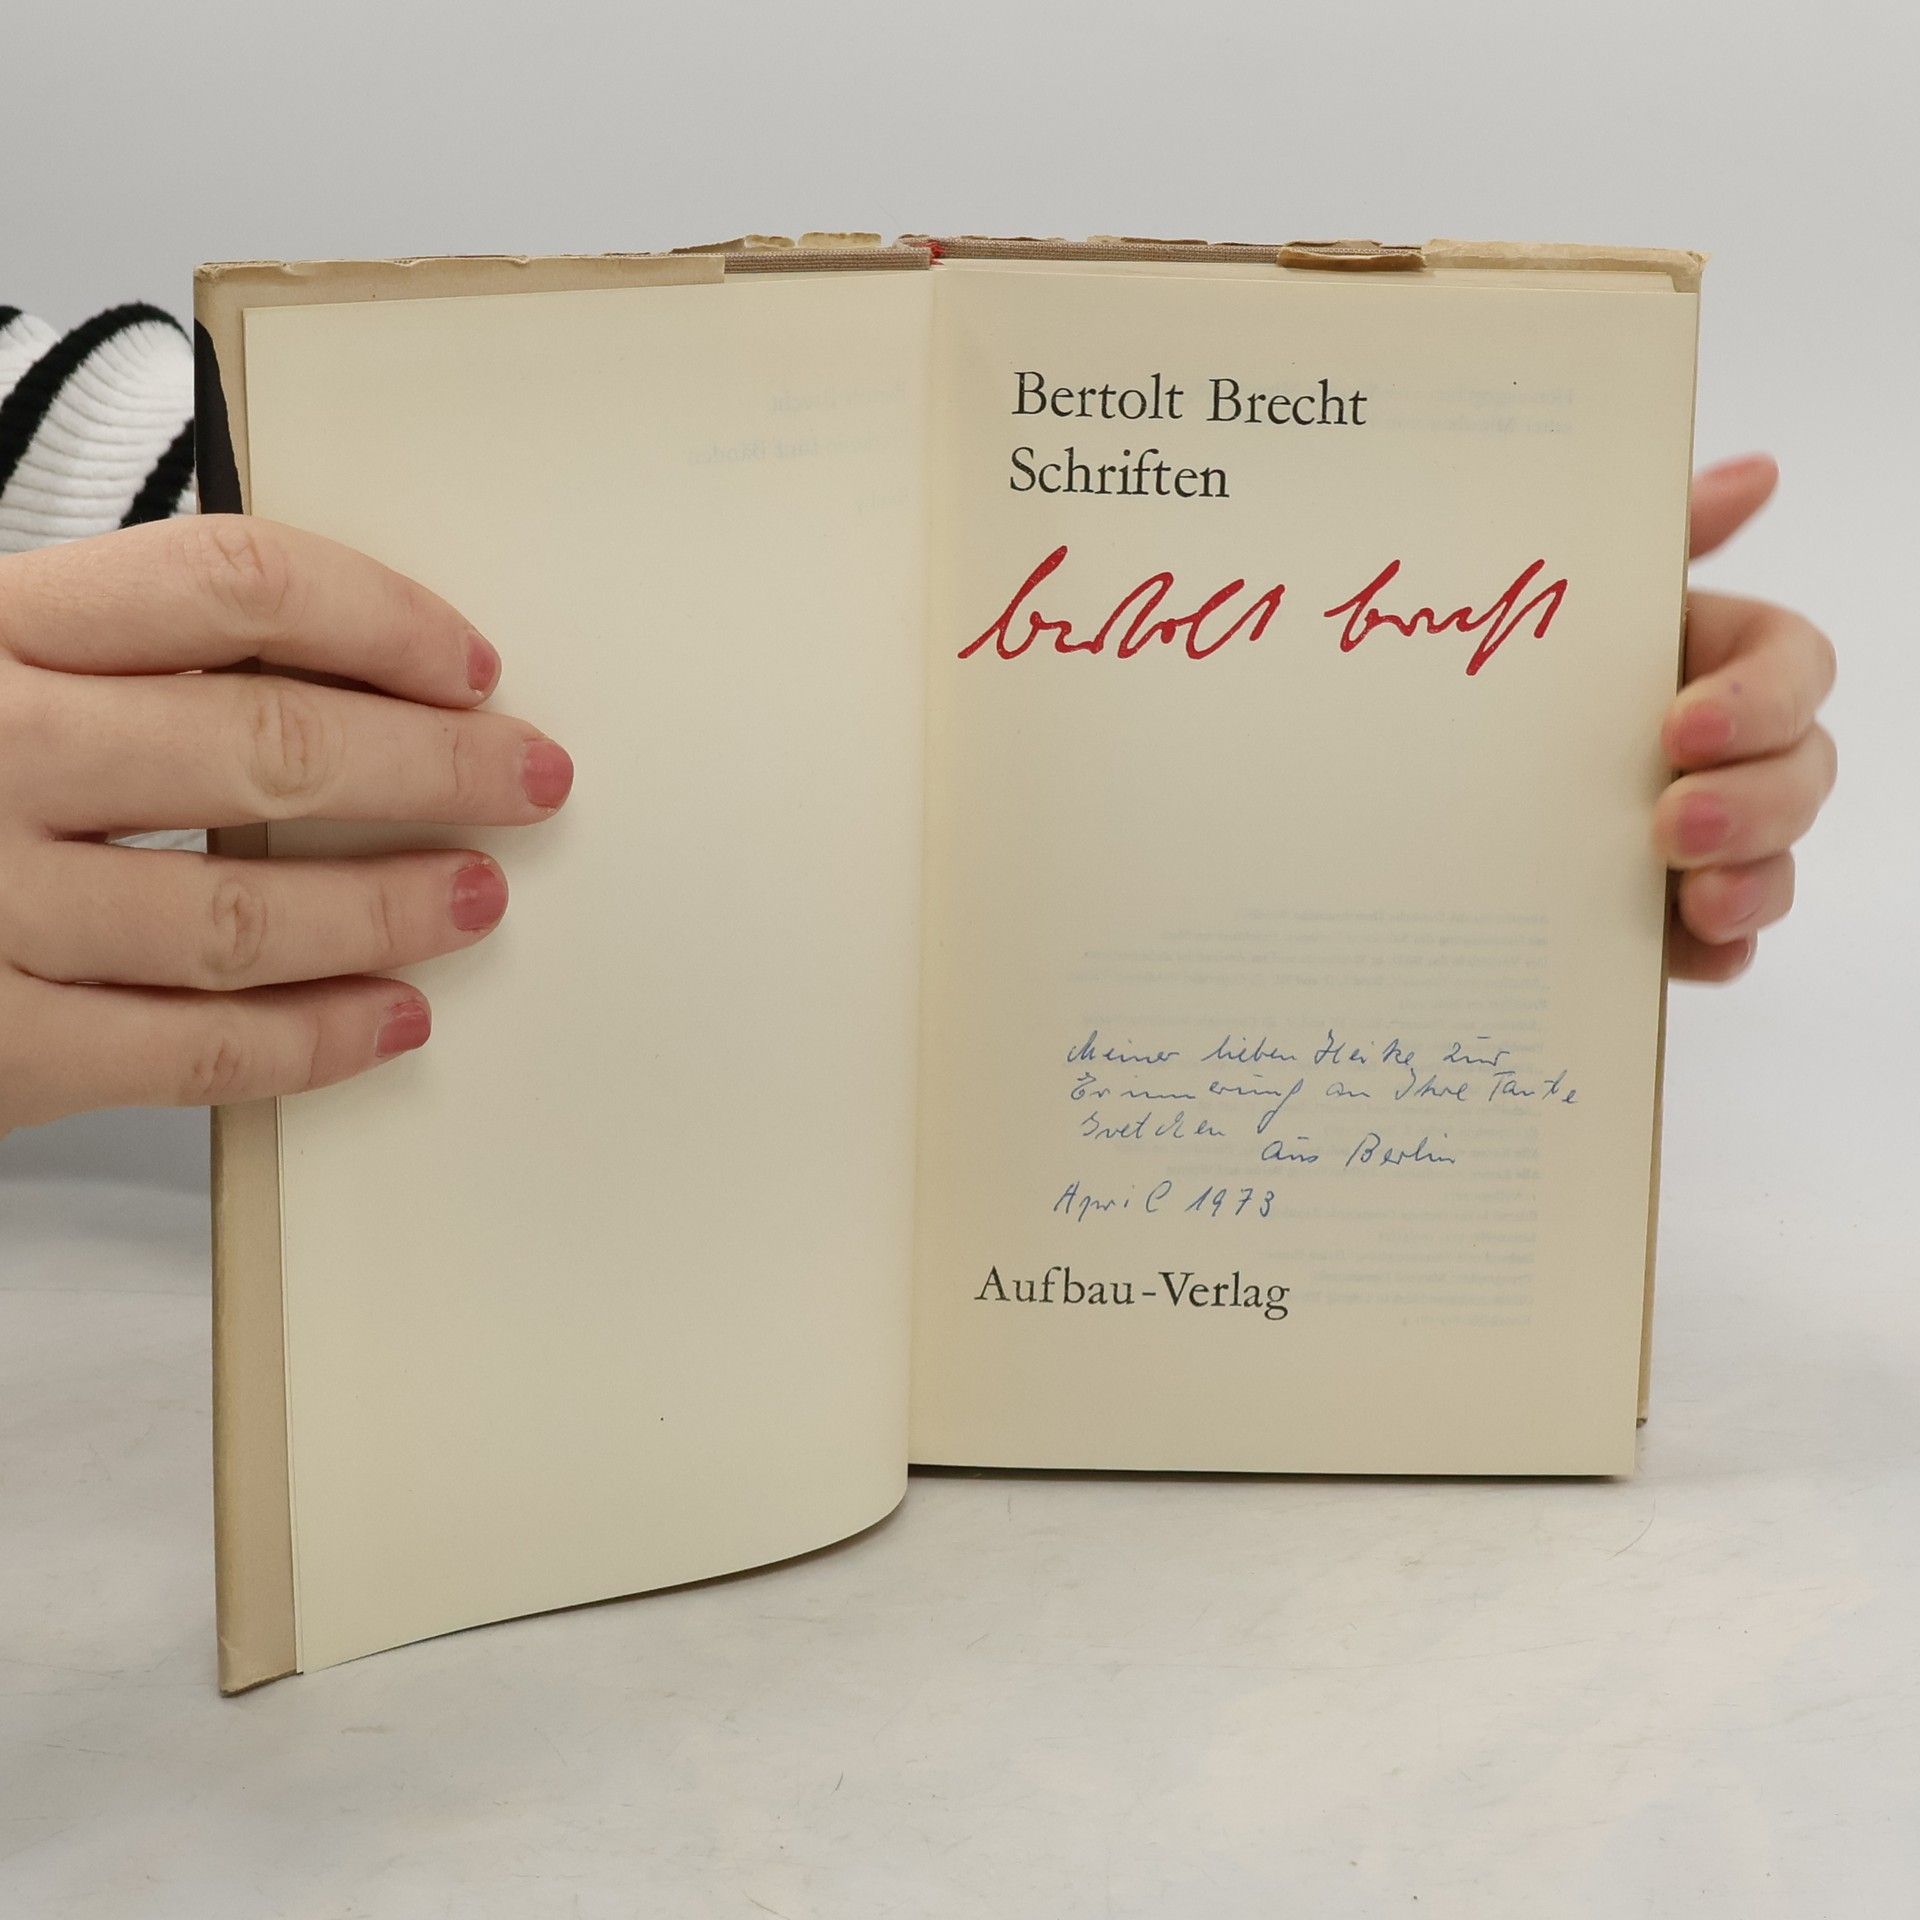 Bertolt Brecht
Schriften
bertolt brecht
Meiner lieben Heike zur
Erinnerung an Ihre Tante
Gretchen
aus Berlin
April 1973
Aufbau-Verlag